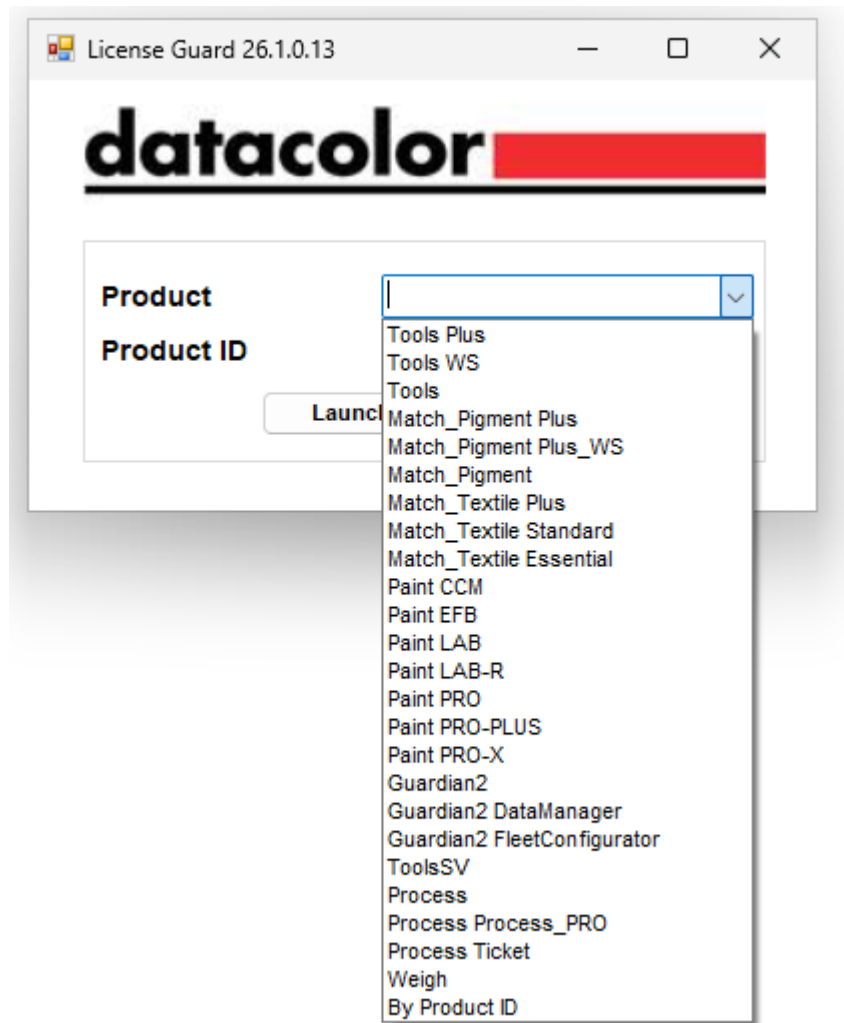 License Guard 26.1.0.13
datacolor
Product
Product ID
Launc
Tools Plus
Tools WS
Tools
Match_Pigment Plus
Match_Pigment Plus_WS
Match_Pigment
Match_Textile Plus
Match_Textile Standard
Match_Textile Essential
Paint CCM
Paint EFB
Paint LAB
Paint LAB-R
Paint PRO
Paint PRO-PLUS
Paint PRO-X
Guardian2
Guardian2 DataManager
Guardian2 FleetConfigurator
ToolsSV
Process
Process Process_PRO
Process Ticket
Weigh
By Product ID